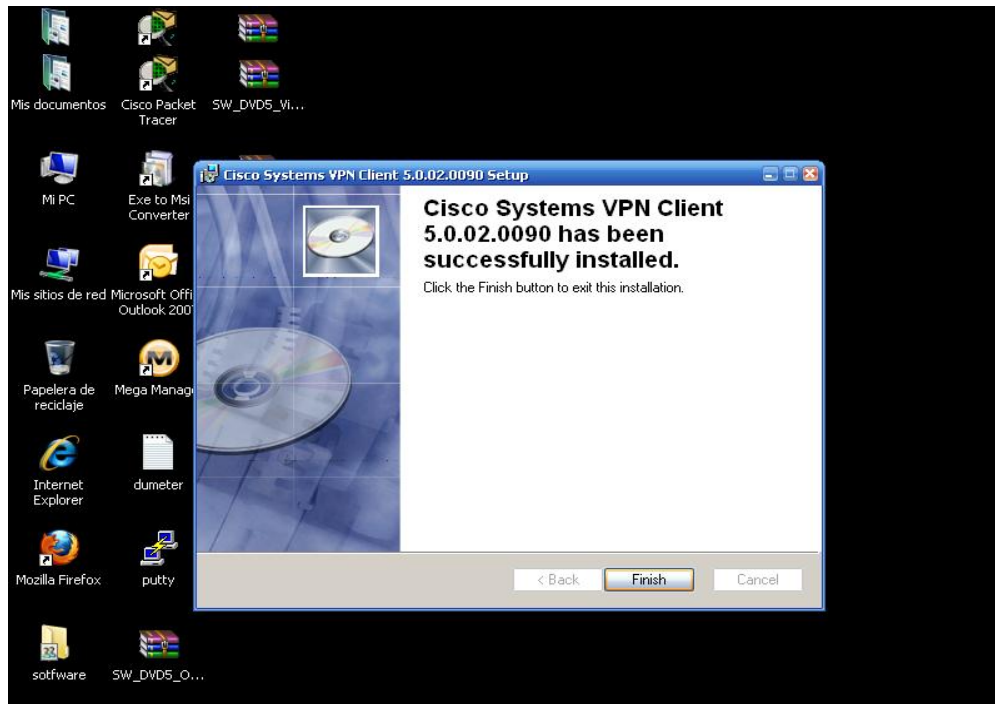 Mis documentos
Cisco Packet
Tracer
SW_DVD5_Vi...
Mi PC
Exe to Msi
Converter
Cisco Systems VPN Client 5.0.02.0090 Setup
Cisco Systems VPN Client
5.0.02.0090 has been
successfully installed.
Click the Finish button to exit this installation.
Mis sitios de red
Microsoft Offi
Outlook 200
Papelera de
reciclaje
Mega Manag
Internet
Explorer
dumeter
Mozilla Firefox
putty
< Back
Finish
Cancel
sotfware
SW_DVD5_O...